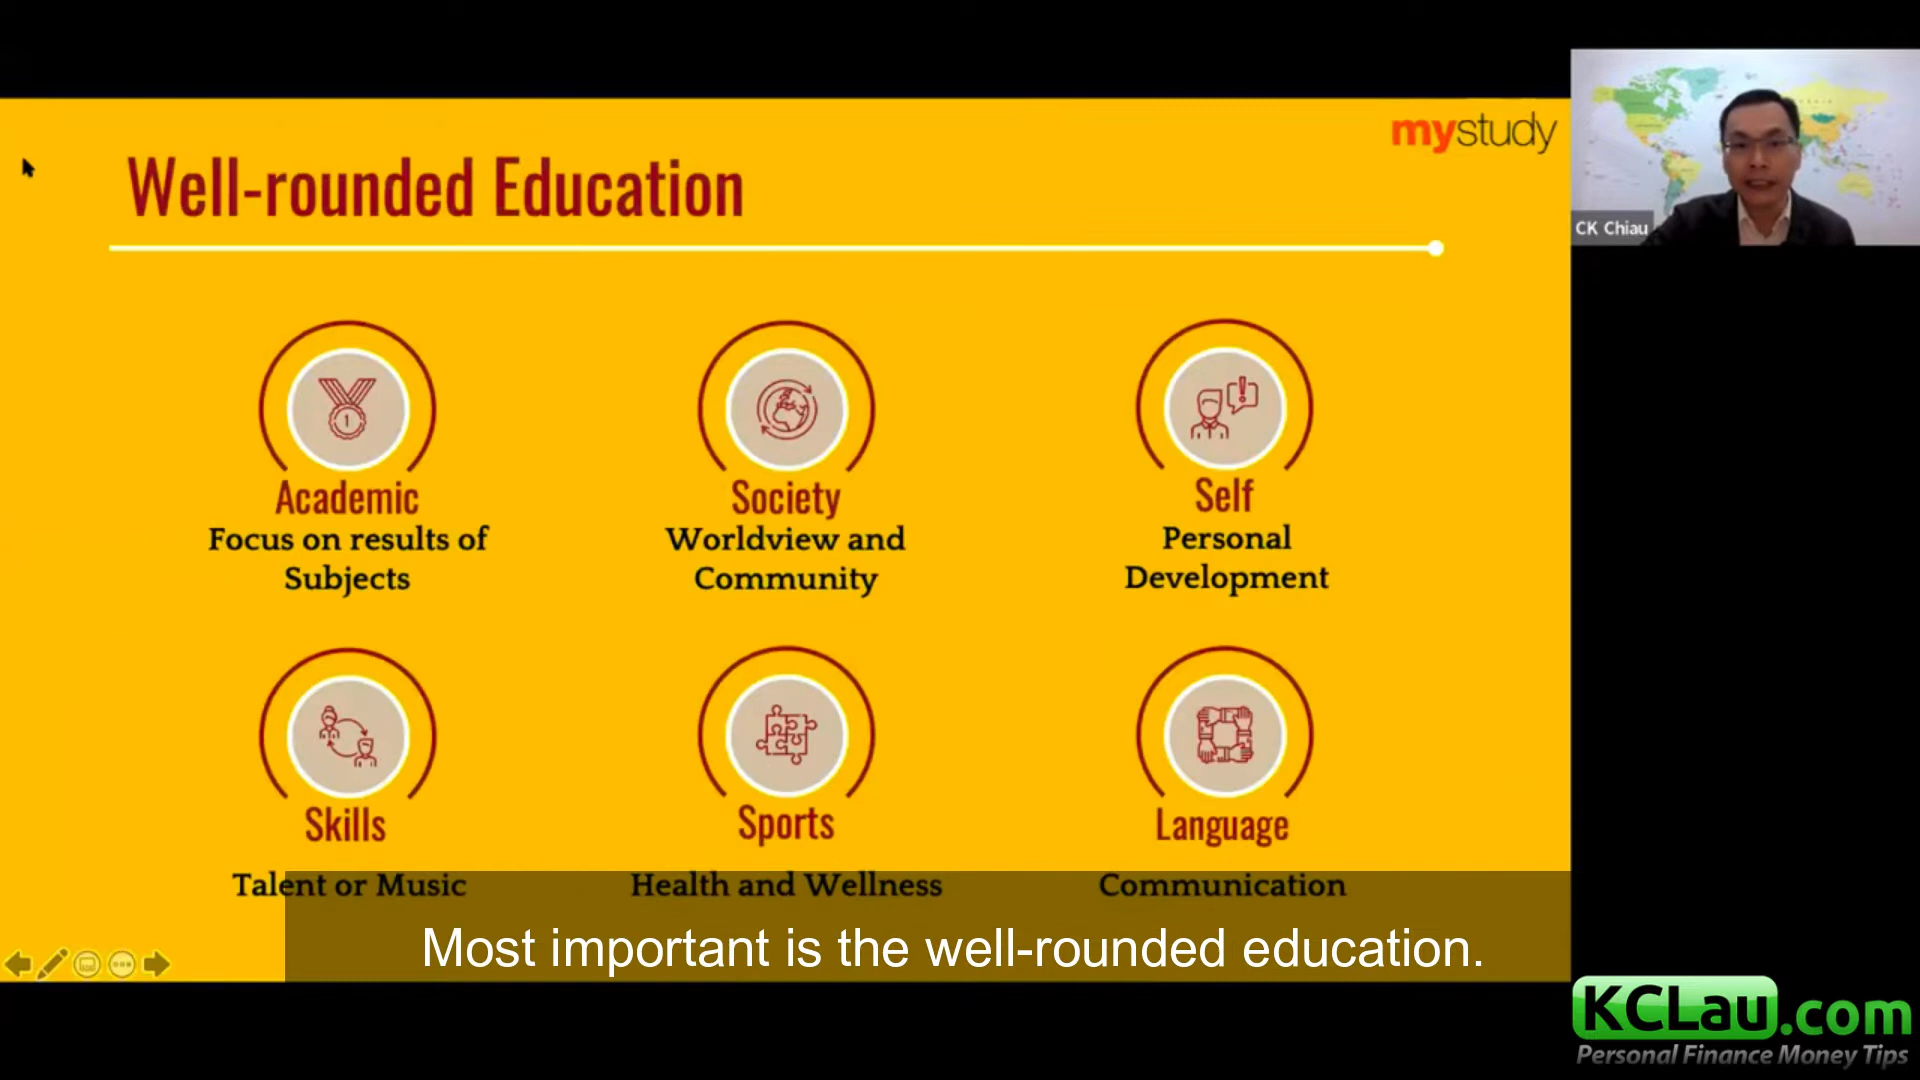 mystudy
Well-rounded Education
CK Chiau
1
Academic
Focus on results of
Subjects
Society
Worldview and
Community
Self
Personal
Development
Skills
Talent or Music
Sports
Health and Wellness
Language
Communication
Most important is the well-rounded education.
KCLau.com
Personal Finance Money Tips